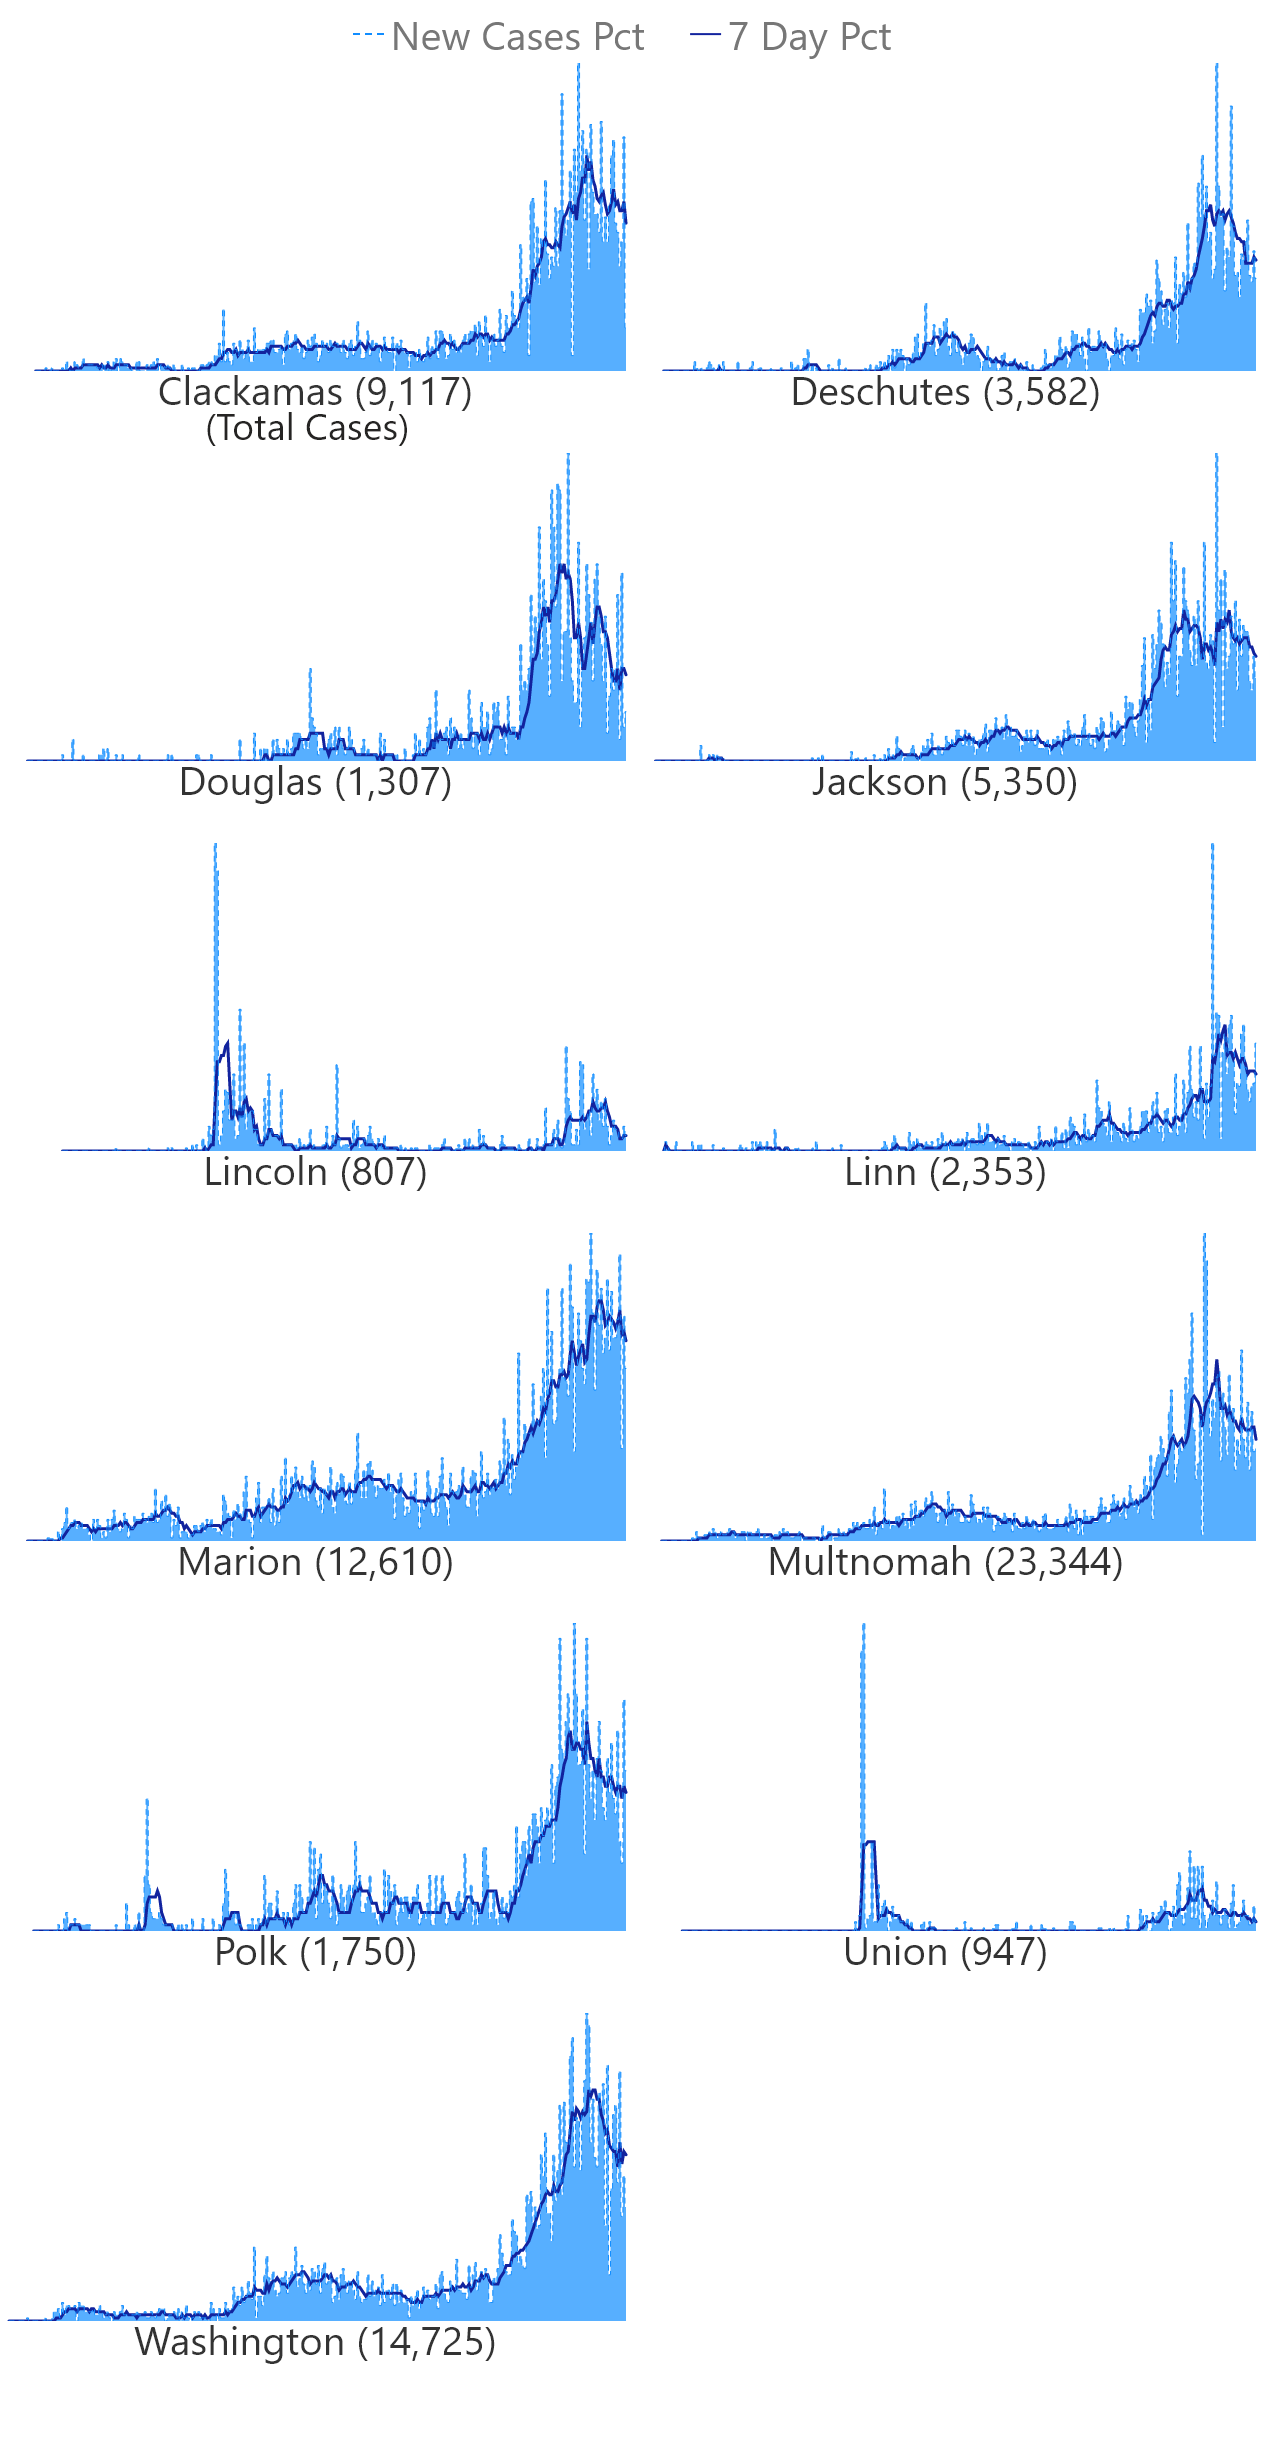 New Cases Pct 7 Day Pct
Clackamas (9,117) Deschutes (3,582)
(Total Cases)
Douglas (1,307) Jackson (5,350)
Lincoln (807) Linn (2,353)
Marion (12,610) Multnomah (23,344)
Polk (1,750) Union (947)
Washington (14,725)